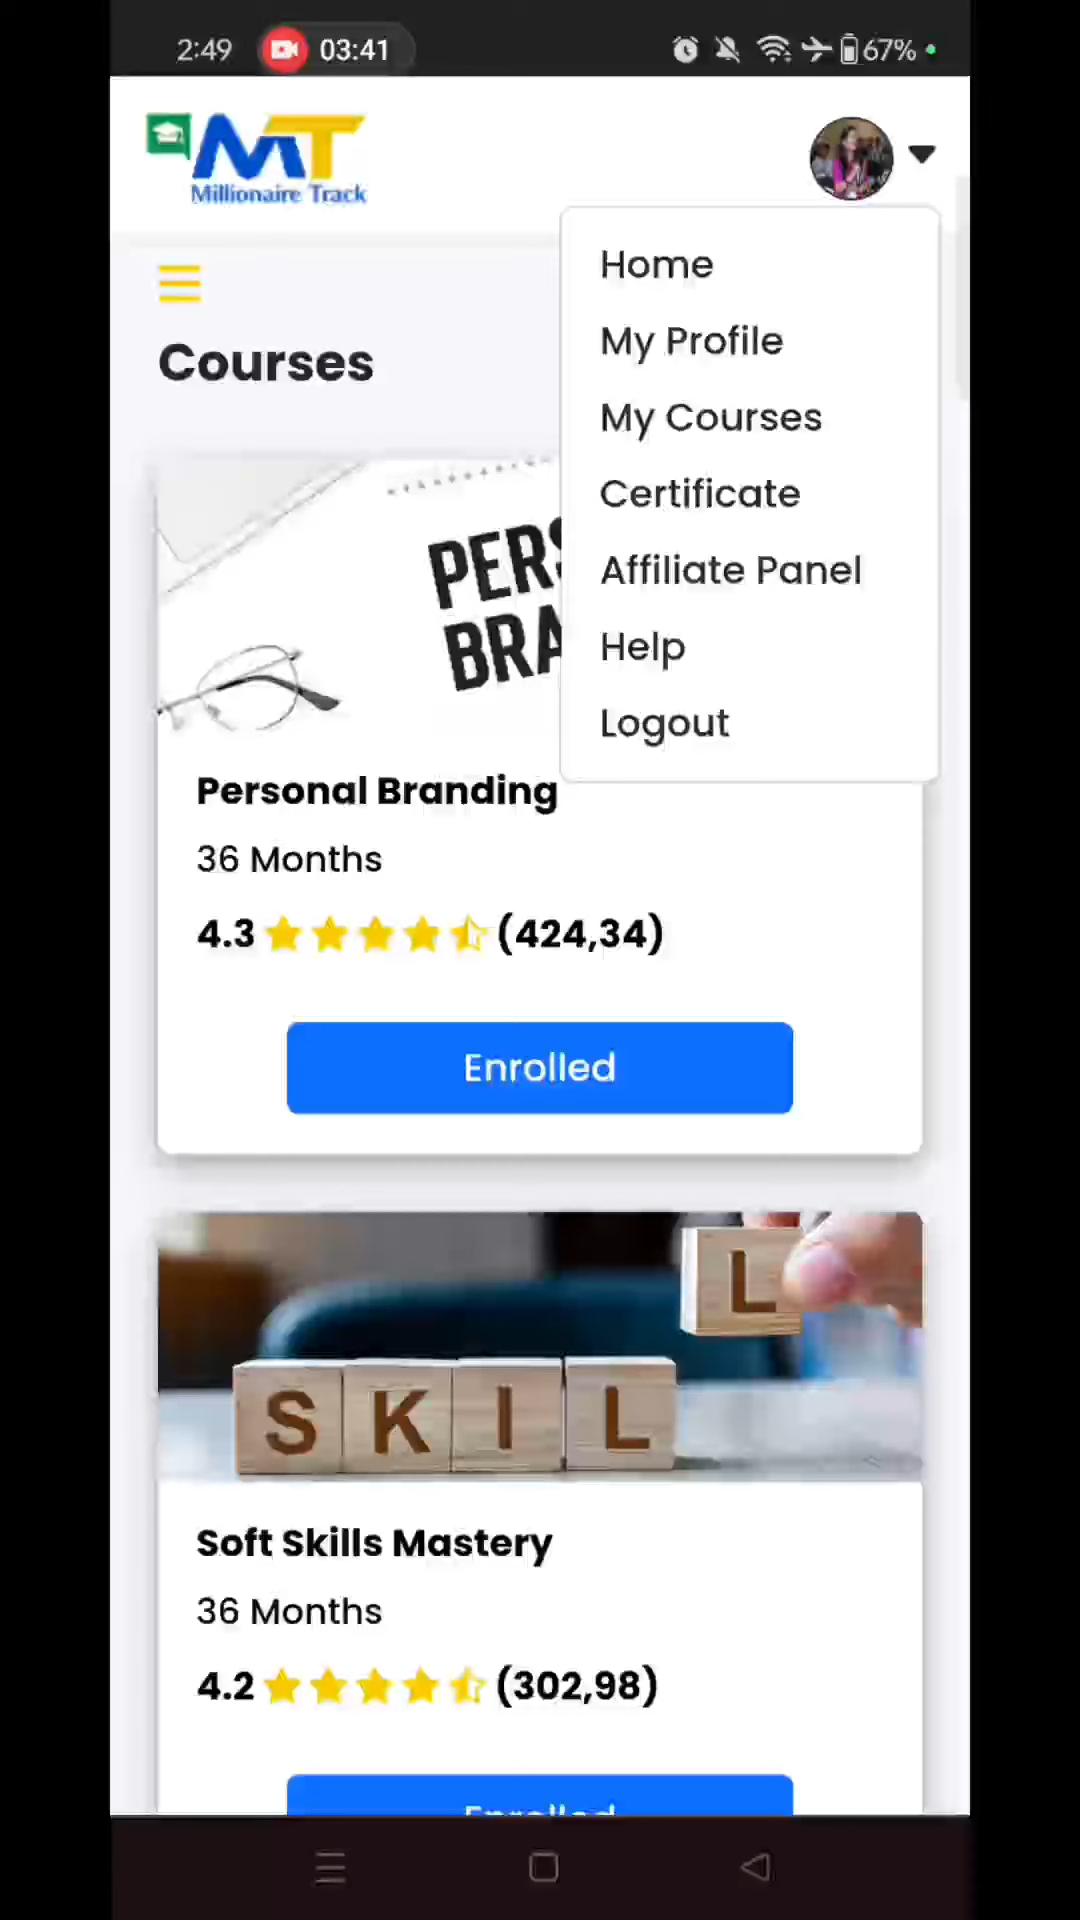 2:49
03:41
67%
MT
Millionaire Track
Home
My Profile
My Courses
Certificate
Affiliate Panel
Help
Logout
Courses
PERS
BRA
Personal Branding
36 Months
4.3 (424,34)
Enrolled
L
S K I L
Soft Skills Mastery
36 Months
4.2 (302,98)
Enrolled